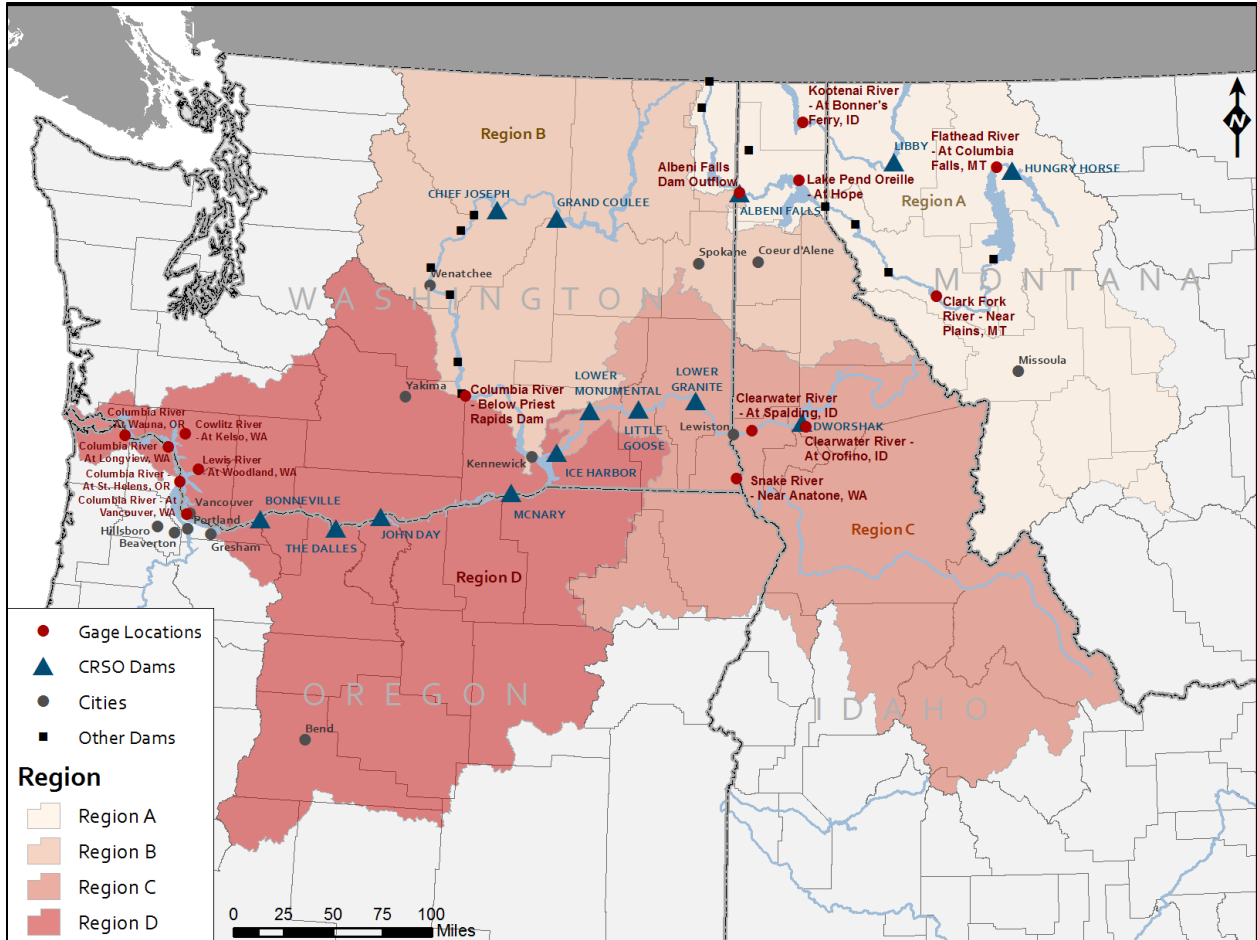 Kootenai River
- At Bonner's
Ferry, ID
Region B
Flathead River
- At Columbia
Falls, MT
LIBBY
HUNGRY HORSE
Albeni Falls
Dam Outflow
Lake Pend Oreille
- At Hope
CHIEF JOSEPH
GRAND COULEE
ALBENI FALLS
Region A
Spokane
Coeur d'Alene
Wenatchee
WASHINGTON
MONTANA
Clark Fork
River - Near
Plains, MT
Missoula
Yakima
Columbia River
- Below Priest
Rapids Dam
LOWER
MONUMENTAL
LOWER
GRANITE
LITTLE
GOOSE
Clearwater River
- At Spalding, ID
Lewiston
DWORSHAK
Clearwater River -
At Orofino, ID
Columbia River
At Wauna, OR
Cowlitz River
- At Kelso, WA
Columbia River
At Longview, WA
Lewis River
- At Woodland, WA
Columbia River -
At St. Helens, OR
Columbia River - At
Vancouver, WA
Kennewick
ICE HARBOR
Snake River
- Near Anatone, WA
Vancouver
Portland
Hillsboro
Beaverton
Gresham
BONNEVILLE
THE DALLES
JOHN DAY
MCNARY
Region C
Region D
OREGON
IDAHO
Bend
N
Gage Locations
CRSO Dams
Cities
Other Dams
Region
Region A
Region B
Region C
Region D
0 25 50 75 100
Miles